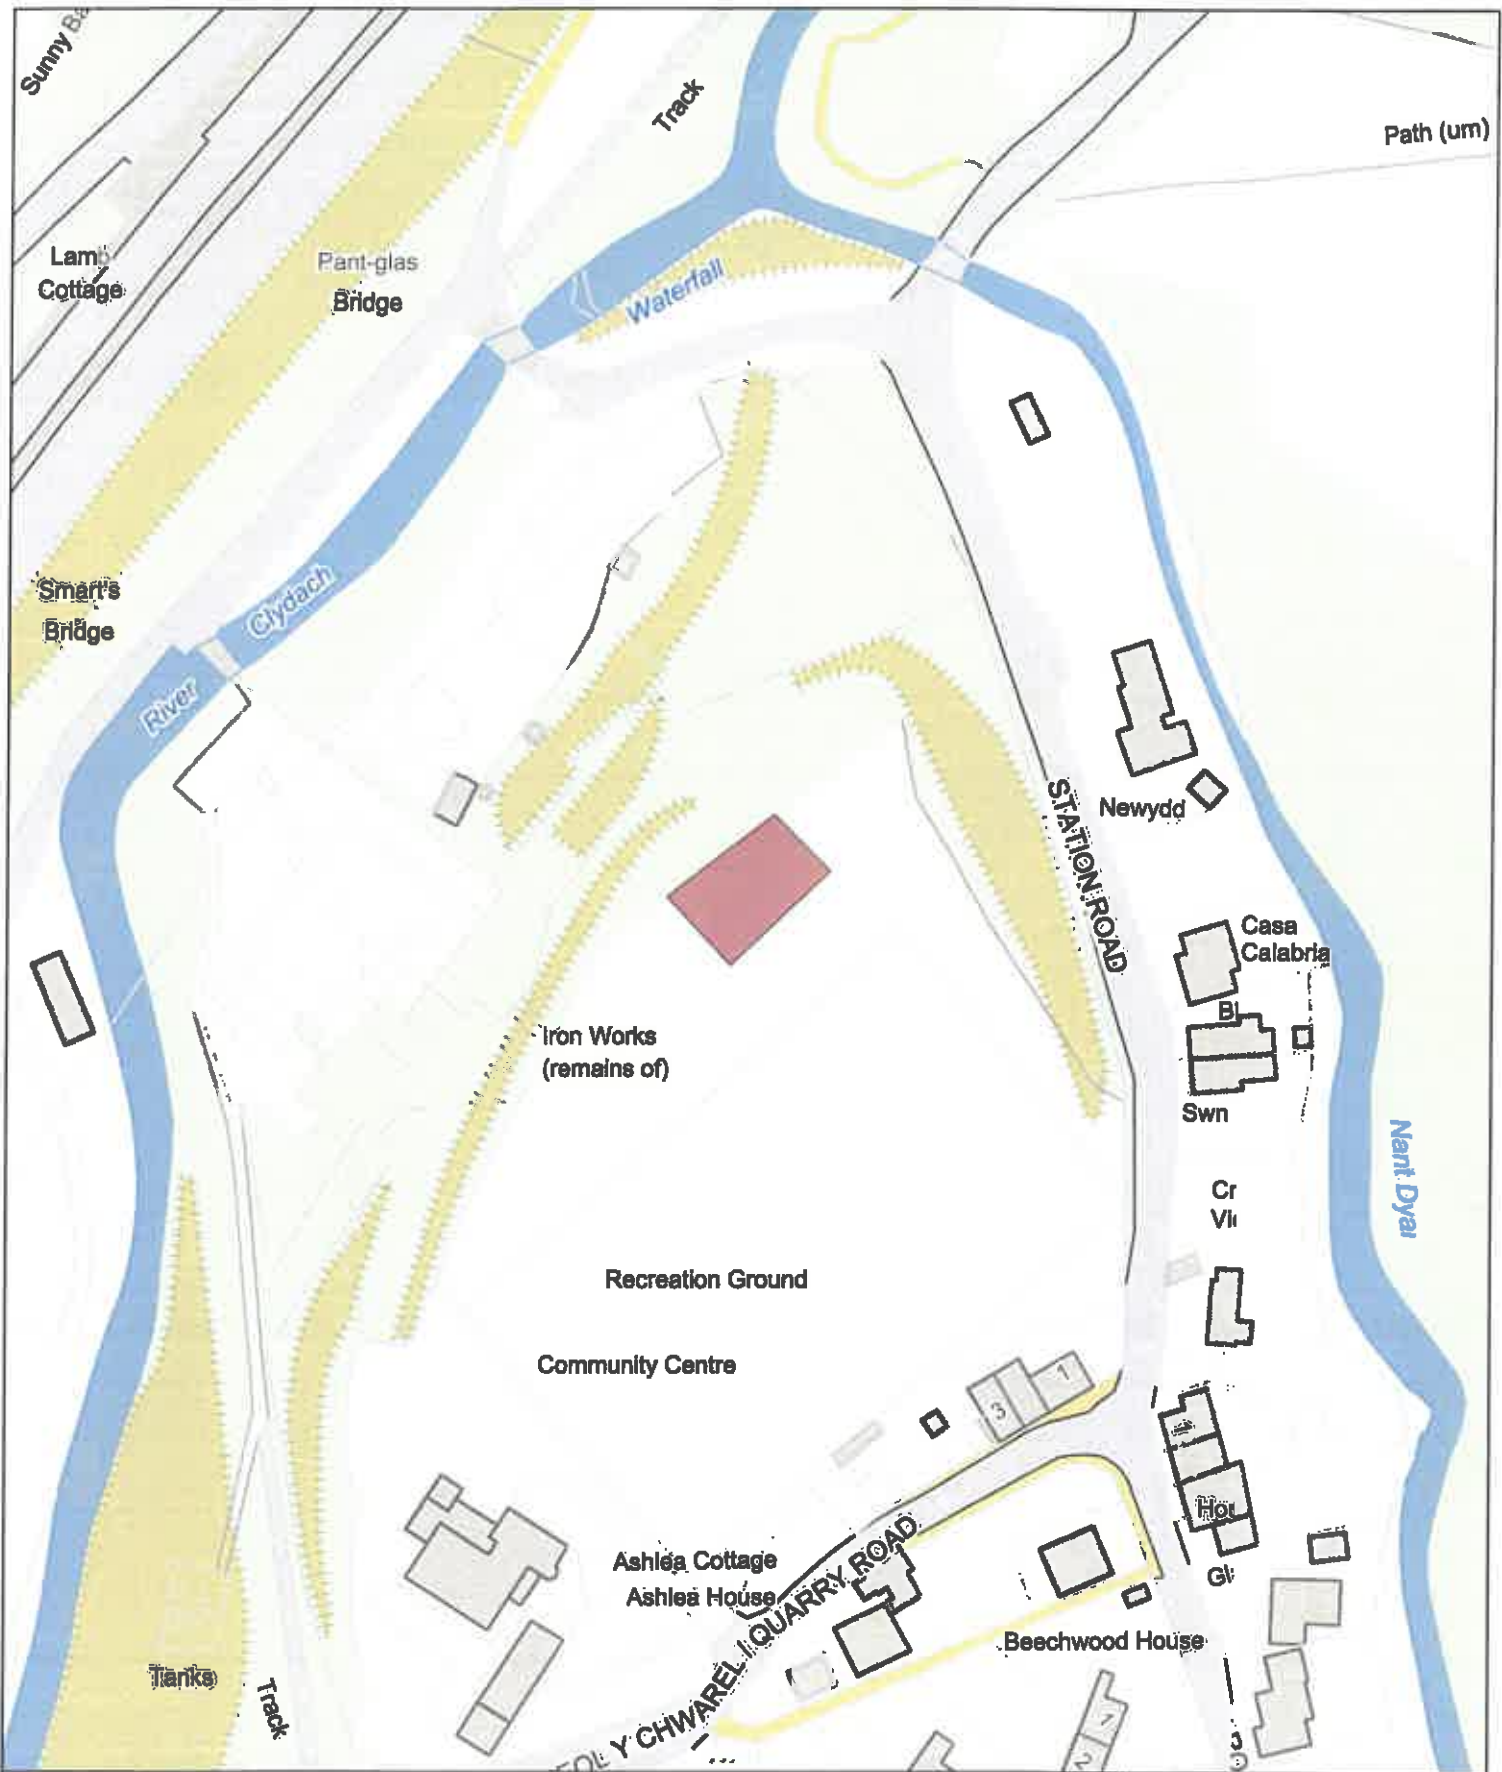 Sunny
Track
Path (um)
Lamb
Cottage
Pant-glas
Bridge
Waterfall
Smart's
Bridge
Clydach
River
STATION ROAD
Newydd
Casa
Calabria
Iron Works
(remains of)
Swn
Nant Dyar
Cr
Recreation Ground
Community Centre
1
3
1
Ashlea Cottage
Ashlea House
QUARRY ROAD
Y CHWAREL /
Beechwood House
Tanks
Track
7
2